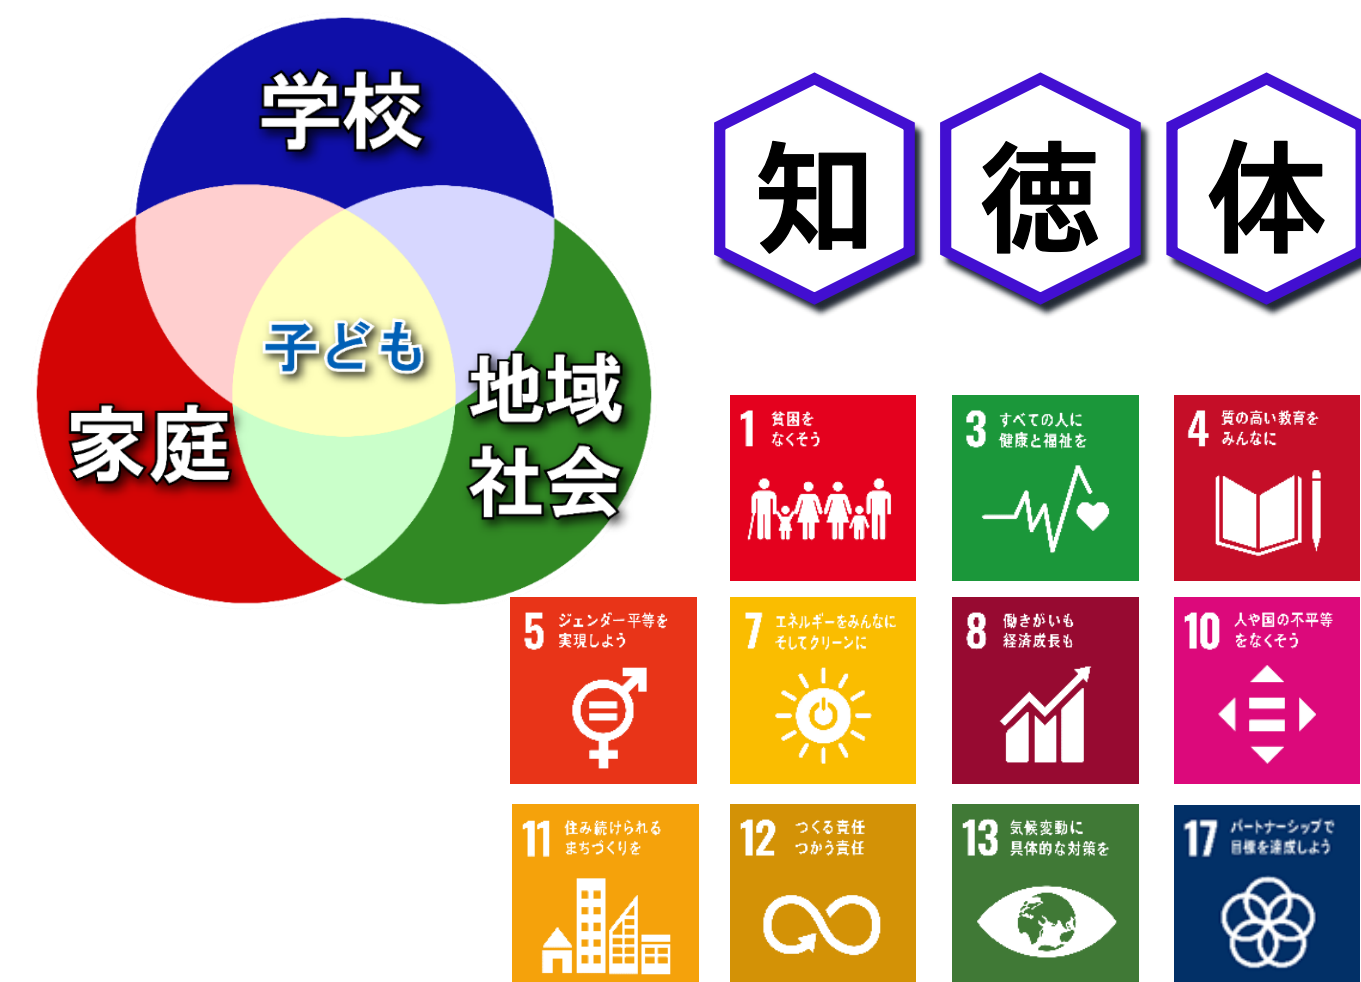 学校
家庭
子ども
地域
社会
知 徳 体
1 貧困を
なくそう
3 すべての人に
健康と福祉を
4 質の高い教育を
みんなに
5 ジェンダー平等を
実現しよう
7 エネルギーをみんなに
そしてクリーンに
8 働きがいも
経済成長も
10 人や国の不平等
をなくそう
11 住み続けられる
まちづくりを
12 つくる責任
つかう責任
13 気候変動に
具体的な対策を
17 パートナーシップで
目標を達成しよう